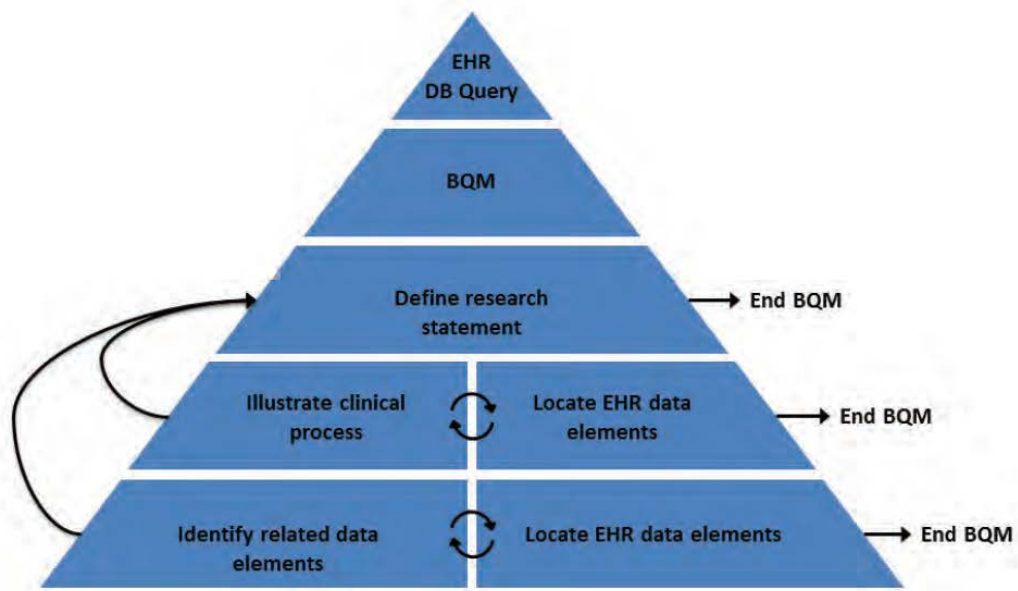 EHR
DB Query
BQM
Define research
statement
End BQM
Illustrate clinical
process
Locate EHR data
elements
End BQM
Identify related data
elements
Locate EHR data elements
End BQM